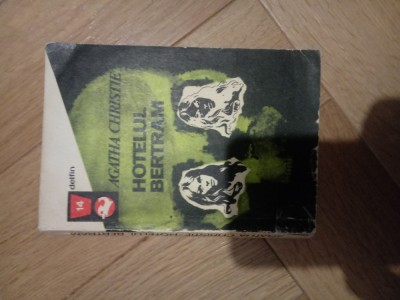 delfin
14
AGATHA CHRISTIE
HOTELUL
BERTRAM